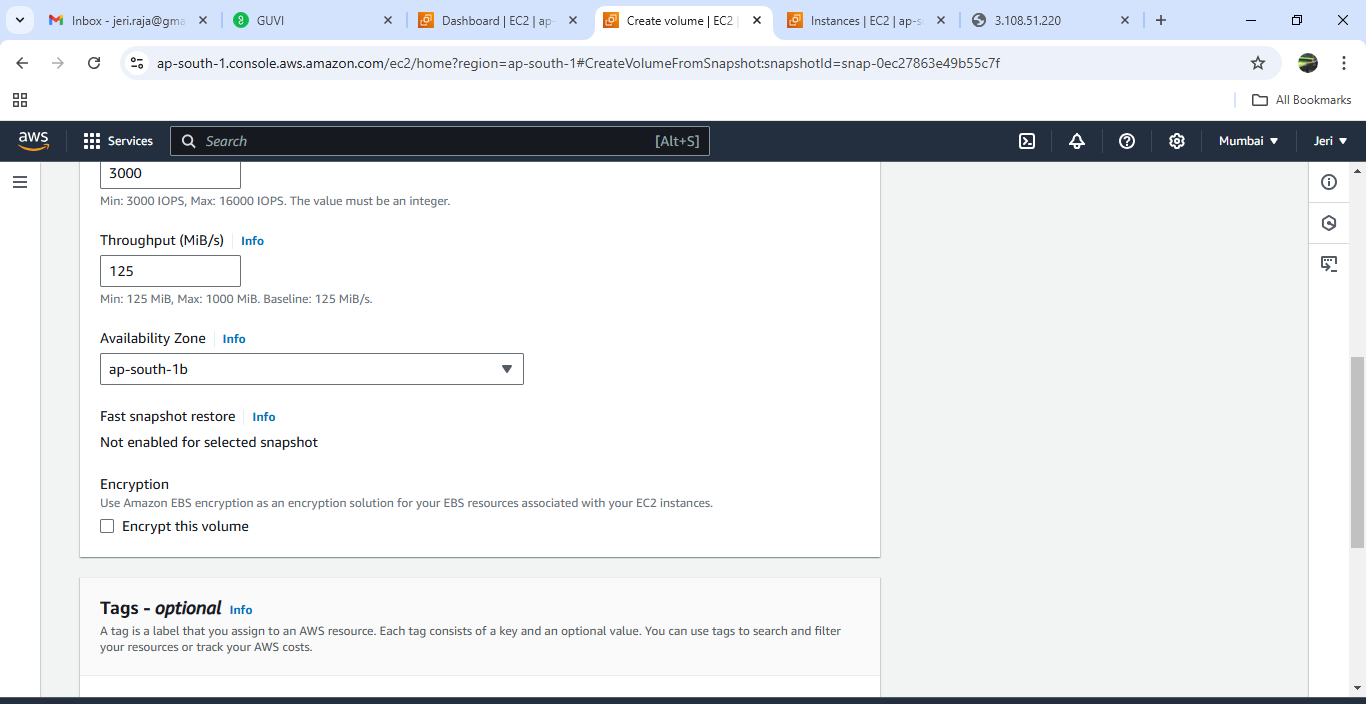 Inbox - jeri.raja@gma
GUVI
Dashboard | EC2 | ap-
Create volume | EC2 |
Instances | EC2 | ap-s
3.108.51.220
ap-south-1.console.aws.amazon.com/ec2/home?region=ap-south-1#CreateVolumeFromSnapshot:snapshotId=snap-0ec27863e49b55c7f
All Bookmarks
aws
Services
Search
[Alt+S]
Mumbai
Jeri
3000
Min: 3000 IOPS, Max: 16000 IOPS. The value must be an integer.
Throughput (MiB/s) Info
125
Min: 125 MiB, Max: 1000 MiB. Baseline: 125 MiB/s.
Availability Zone Info
ap-south-1b
Fast snapshot restore Info
Not enabled for selected snapshot
Encryption
Use Amazon EBS encryption as an encryption solution for your EBS resources associated with your EC2 instances.
Encrypt this volume
Tags - optional Info
A tag is a label that you assign to an AWS resource. Each tag consists of a key and an optional value. You can use tags to search and filter
your resources or track your AWS costs.